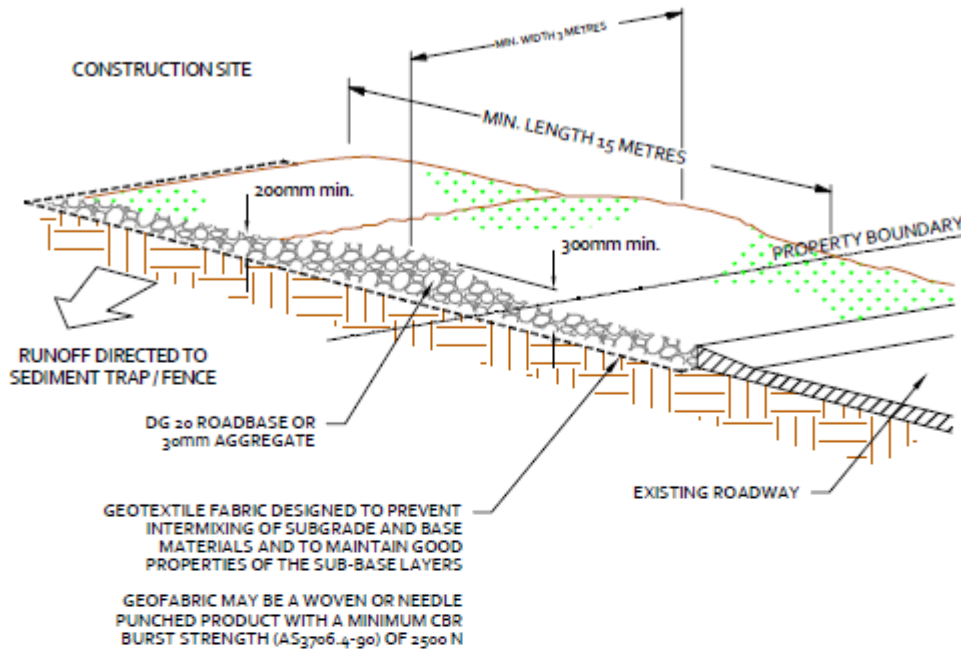 MIN. WIDTH 3 METRES
CONSTRUCTION SITE
MIN. LENGTH 15 METRES
200mm min.
300mm min.
PROPERTY BOUNDARY
RUNOFF DIRECTED TO
SEDIMENT TRAP / FENCE
DG 20 ROADBASE OR
30mm AGGREGATE
EXISTING ROADWAY
GEOTEXTILE FABRIC DESIGNED TO PREVENT
INTERMIXING OF SUBGRADE AND BASE
MATERIALS AND TO MAINTAIN GOOD
PROPERTIES OF THE SUB-BASE LAYERS
GEOFABRIC MAY BE A WOVEN OR NEEDLE
PUNCHED PRODUCT WITH A MINIMUM CBR
BURST STRENGTH (AS3706.4-90) OF 2500 N